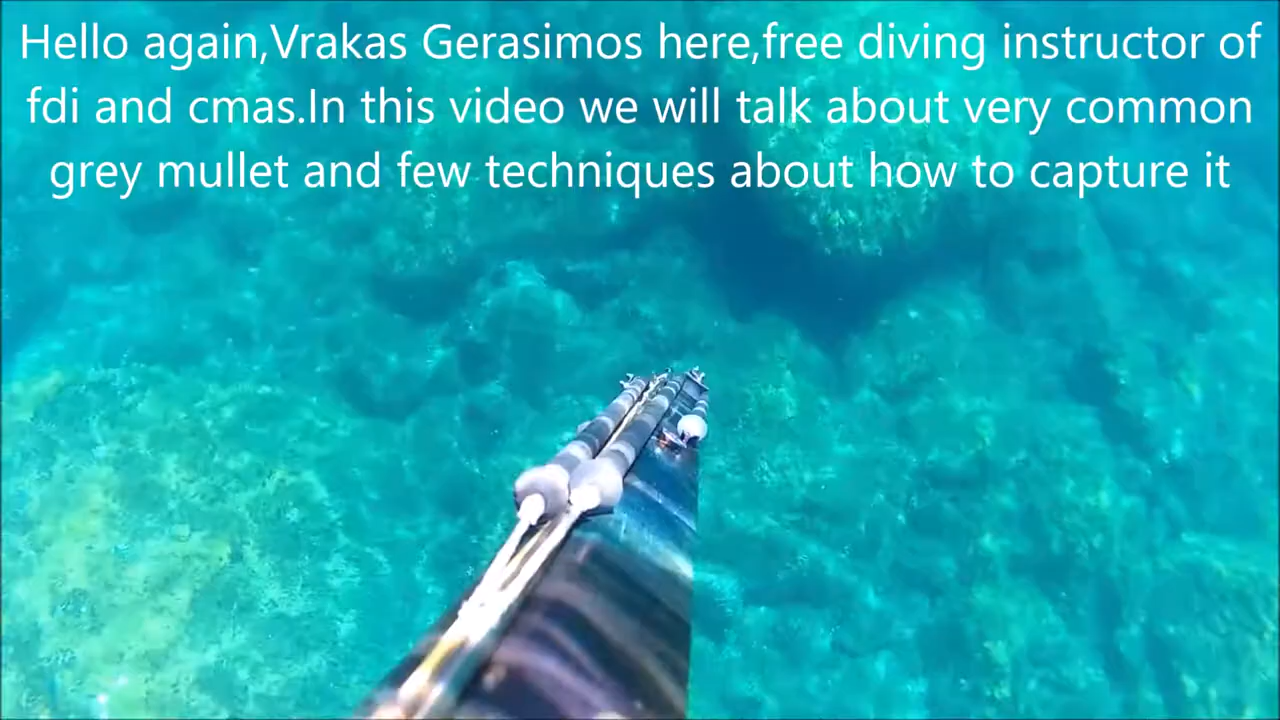 Hello again,Vrakas Gerasimos here,free diving instructor of
fdi and cmas.In this video we will talk about very common
grey mullet and few techniques about how to capture it